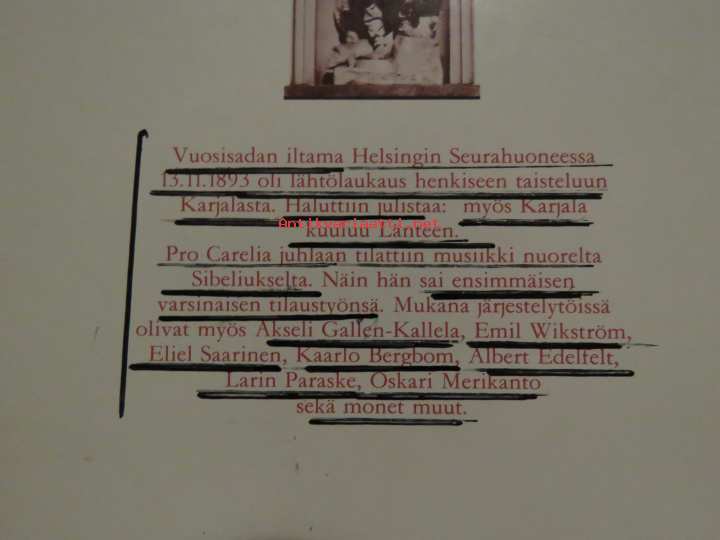 Vuosisadan iltama Helsingin Seurahuoneessa
13.11.1893 oli lähtölaukaus henkiseen taisteluun
Karjalasta. Haluttiin julistaa: myös Karjala
Antikvariaatti.net
kuuluu Länteen.
Pro Carelia juhlaan tilattiin musiikki nuorelta
Sibeliukselta. Näin hän sai ensimmäisen
varsinaisen tilaustyönsä. Mukana järjestelytöissä
olivat myös Akseli Gallen-Kallela, Emil Wikström,
Eliel Saarinen, Kaarlo Bergbom, Albert Edelfelt,
Larin Paraske, Oskari Merikanto
sekä monet muut.